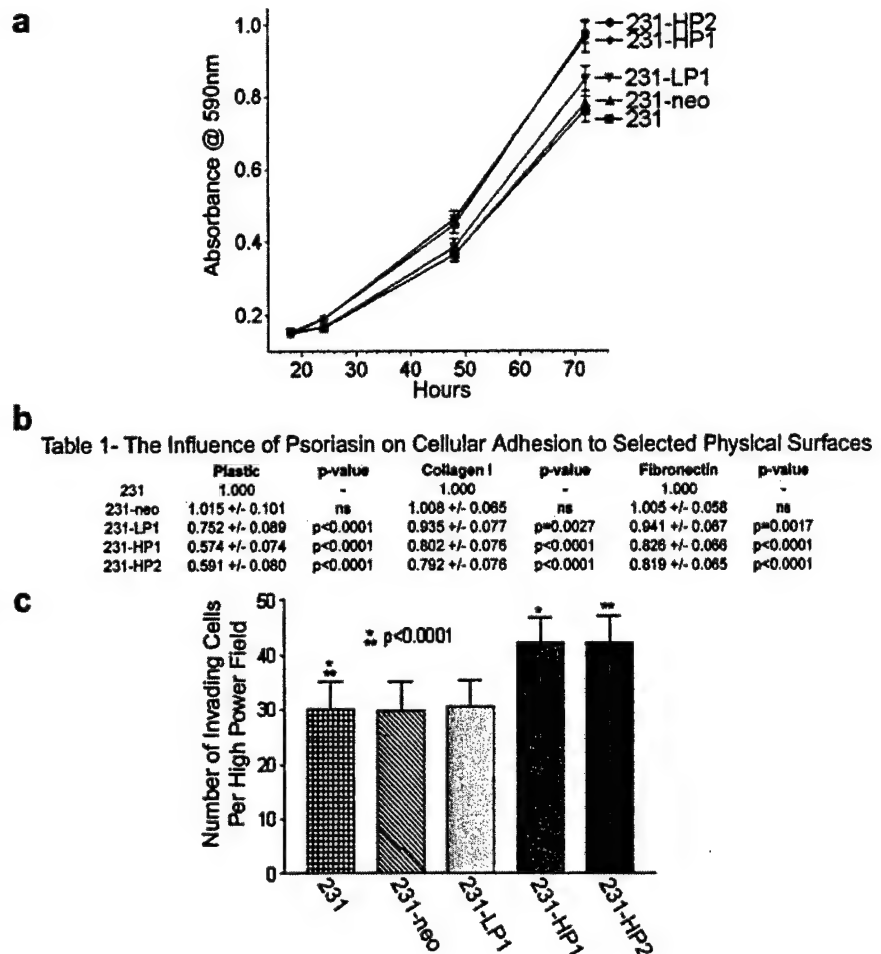 a
1.0
0.8
0.6
0.4
0.2
Absorbance @ 590nm
231-HP2
231-HP1
231-LP1
231-neo
231
20 30 40 50 60 70
Hours
b
Table 1- The Influence of Psoriasin on Cellular Adhesion to Selected Physical Surfaces
Plastic p-value Collagen I p-value Fibronectin p-value
231 1.000 - 1.000 - 1.000 -
231-neo 1.015 +/- 0.101 ns 1.008 +/- 0.065 ns 1.005 +/- 0.058 ns
231-LP1 0.752 +/- 0.089 p<0.0001 0.935 +/- 0.077 p=0.0027 0.941 +/- 0.067 p=0.0017
231-HP1 0.574 +/- 0.074 p<0.0001 0.802 +/- 0.076 p<0.0001 0.826 +/- 0.066 p<0.0001
231-HP2 0.591 +/- 0.080 p<0.0001 0.792 +/- 0.076 p<0.0001 0.819 +/- 0.065 p<0.0001
c
50
40
30
20
10
0
Number of Invading Cells
Per High Power Field
*
** p<0.0001
*
**
*
**
231
231-neo
231-LP1
231-HP1
231-HP2